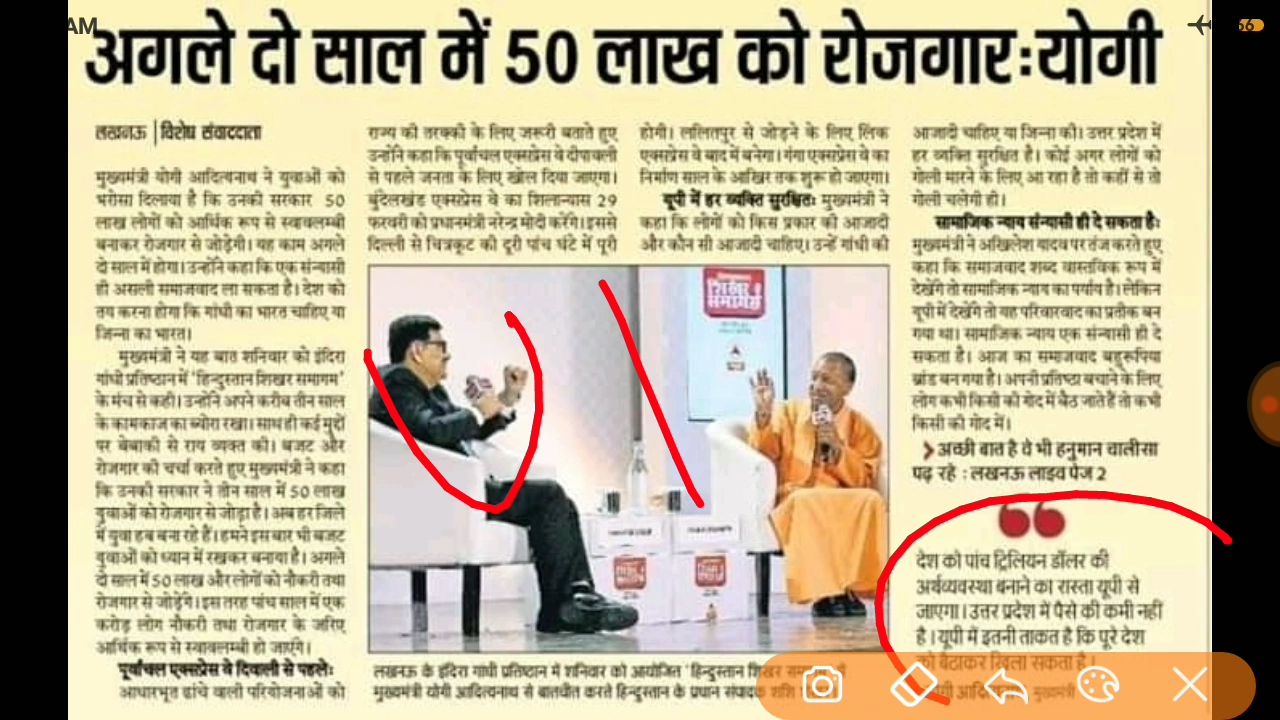 AM
66
अगले दो साल में 50 लाख को रोजगारःयोगी
लखनऊ | विशेष संवाददाता
मुख्यमंत्री योगी आदित्यनाथ ने युवाओं को
भरोसा दिलाया है कि उनकी सरकार 50
लाख लोगों को आर्थिक रूप से स्वावलम्बी
बनाकर रोजगार से जोड़ेगी। यह काम अगले
दो साल में होगा। उन्होंने कहा कि एक संन्यासी
ही असली समाजवाद ला सकता है। देश को
तय करना होगा कि गांधी का भारत चाहिए या
जिन्ना का भारत।
मुख्यमंत्री ने यह बात शनिवार को इंदिरा
गांधी प्रतिष्ठान में ‘हिन्दुस्तान शिखर समागम’
के मंच से कही। उन्होंने अपने करीब तीन साल
के कामकाज का ब्योरा रखा। साथ ही कई मुद्दों
पर बेबाकी से राय व्यक्त की। बजट और
रोजगार की चर्चा करते हुए मुख्यमंत्री ने कहा
कि उनकी सरकार ने तीन साल में 50 लाख
युवाओं को रोजगार से जोड़ा है। अब हर जिले
में युवा हब बना रहे हैं। हमने इस बार भी बजट
युवाओं को ध्यान में रखकर बनाया है। अगले
दो साल में 50 लाख और लोगों को नौकरी तथा
रोजगार से जोड़ेंगे। इस तरह पांच साल में एक
करोड़ लोग नौकरी तथा रोजगार के जरिए
आर्थिक रूप से स्वावलम्बी हो जाएंगे।
पूर्वांचल एक्सप्रेस वे दिवाली से पहलेः
आधारभूत ढांचे वाली परियोजनाओं को
राज्य की तरक्की के लिए जरूरी बताते हुए
उन्होंने कहा कि पूर्वांचल एक्सप्रेस वे दीपावली
से पहले जनता के लिए खोल दिया जाएगा।
बुंदेलखंड एक्सप्रेस वे का शिलान्यास 29
फरवरी को प्रधानमंत्री नरेन्द्र मोदी करेंगे। इससे
दिल्ली से चित्रकूट की दूरी पांच घंटे में पूरी
होगी। ललितपुर से जोड़ने के लिए लिंक
एक्सप्रेस वे बाद में बनेगा। गंगा एक्सप्रेस वे का
निर्माण साल के आखिर तक शुरू हो जाएगा।
यूपी में हर व्यक्ति सुरक्षितः मुख्यमंत्री ने
कहा कि लोगों को किस प्रकार की आजादी
और कौन सी आजादी चाहिए। उन्हें गांधी की
आजादी चाहिए या जिन्ना की। उत्तर प्रदेश में
हर व्यक्ति सुरक्षित है। कोई अगर लोगों को
गोली मारने के लिए आ रहा है तो कहीं से तो
गोली चलेगी ही।
सामाजिक न्याय संन्यासी ही दे सकता हैः
मुख्यमंत्री ने अखिलेश यादव पर तंज करते हुए
कहा कि समाजवाद शब्द वास्तविक रूप में
देखेंगे तो सामाजिक न्याय का पर्याय है। लेकिन
यूपी में देखेंगे तो यह परिवारवाद का प्रतीक बन
गया था। सामाजिक न्याय एक संन्यासी ही दे
सकता है। आज का समाजवाद बहुरूपिया
ब्रांड बन गया है। अपनी प्रतिष्ठा बचाने के लिए
लोग कभी किसी की गोद में बैठ जाते हैं तो कभी
किसी की गोद में।
अच्छी बात है वे भी हनुमान चालीसा
पढ़ रहे : लखनऊ लाइव पेज 2
देश को पांच ट्रिलियन डॉलर की
अर्थव्यवस्था बनाने का रास्ता यूपी से
जाएगा। उत्तर प्रदेश में पैसे की कमी नहीं
है। यूपी में इतनी ताकत है कि पूरे देश
को बैठाकर खिला सकता है।
आदि मुख्यमंत्री
शिखर
समागम
लखनऊ के इंदिरा गांधी प्रतिष्ठान में शनिवार को आयोजित ‘हिन्दुस्तान शिखर में
मुख्यमंत्री योगी आदित्यनाथ से बातचीत करते हिन्दुस्तान के प्रधान संपादक शशि